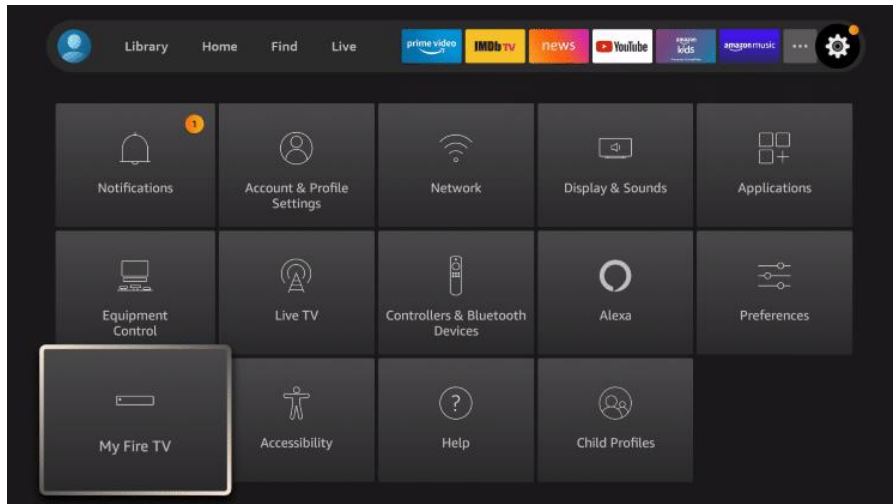 Library Home Find Live prime video IMDb TV news YouTube amazon kids amazon music
1
Notifications
Account & Profile
Settings
Network
Display & Sounds
Applications
Equipment
Control
Live TV
Controllers & Bluetooth
Devices
Alexa
Preferences
My Fire TV
Accessibility
?
Help
Child Profiles